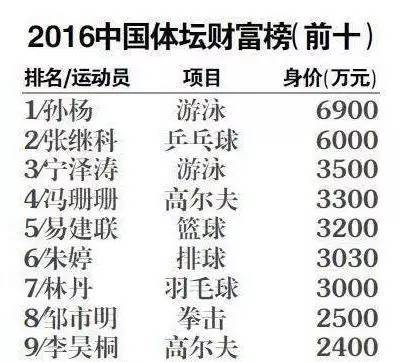 2016中国体坛财富榜(前十)
排名/运动员 项目 身价(万元)
1/孙杨 游泳 6900
2/张继科 乒乓球 6000
3/宁泽涛 游泳 3500
4/冯珊珊 高尔夫 3300
5/易建联 篮球 3200
6/朱婷 排球 3030
7/林丹 羽毛球 3000
8/邹市明 拳击 2500
9/李昊桐 高尔夫 2400